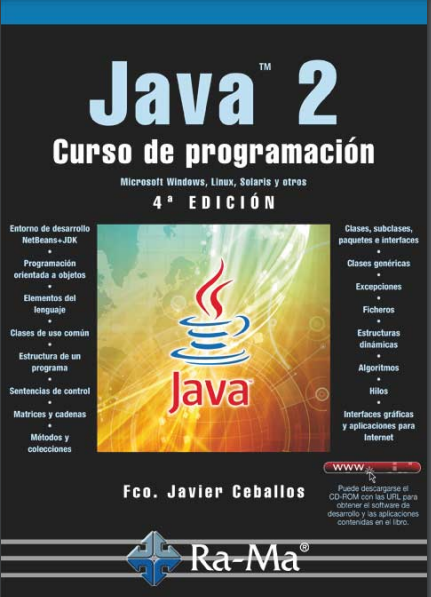 Java™ 2
Curso de programación
Microsoft Windows, Linux, Solaris y otros
4ª EDICIÓN
Entorno de desarrollo
NetBeans+JDK
•
Programación
orientada a objetos
•
Elementos del
lenguaje
•
Clases de uso común
•
Estructura de un
programa
•
Sentencias de control
•
Matrices y cadenas
•
Métodos y
colecciones
Java
Clases, subclases,
paquetes e interfaces
•
Clases genéricas
•
Excepciones
•
Ficheros
•
Estructuras
dinámicas
•
Algoritmos
•
Hilos
•
Interfaces gráficas
y aplicaciones para
Internet
www
Puede descargarse el
CD-ROM con las URL para
obtener el software de
desarrollo y las aplicaciones
contenidas en el libro.
Fco. Javier Ceballos
Ra-Ma®